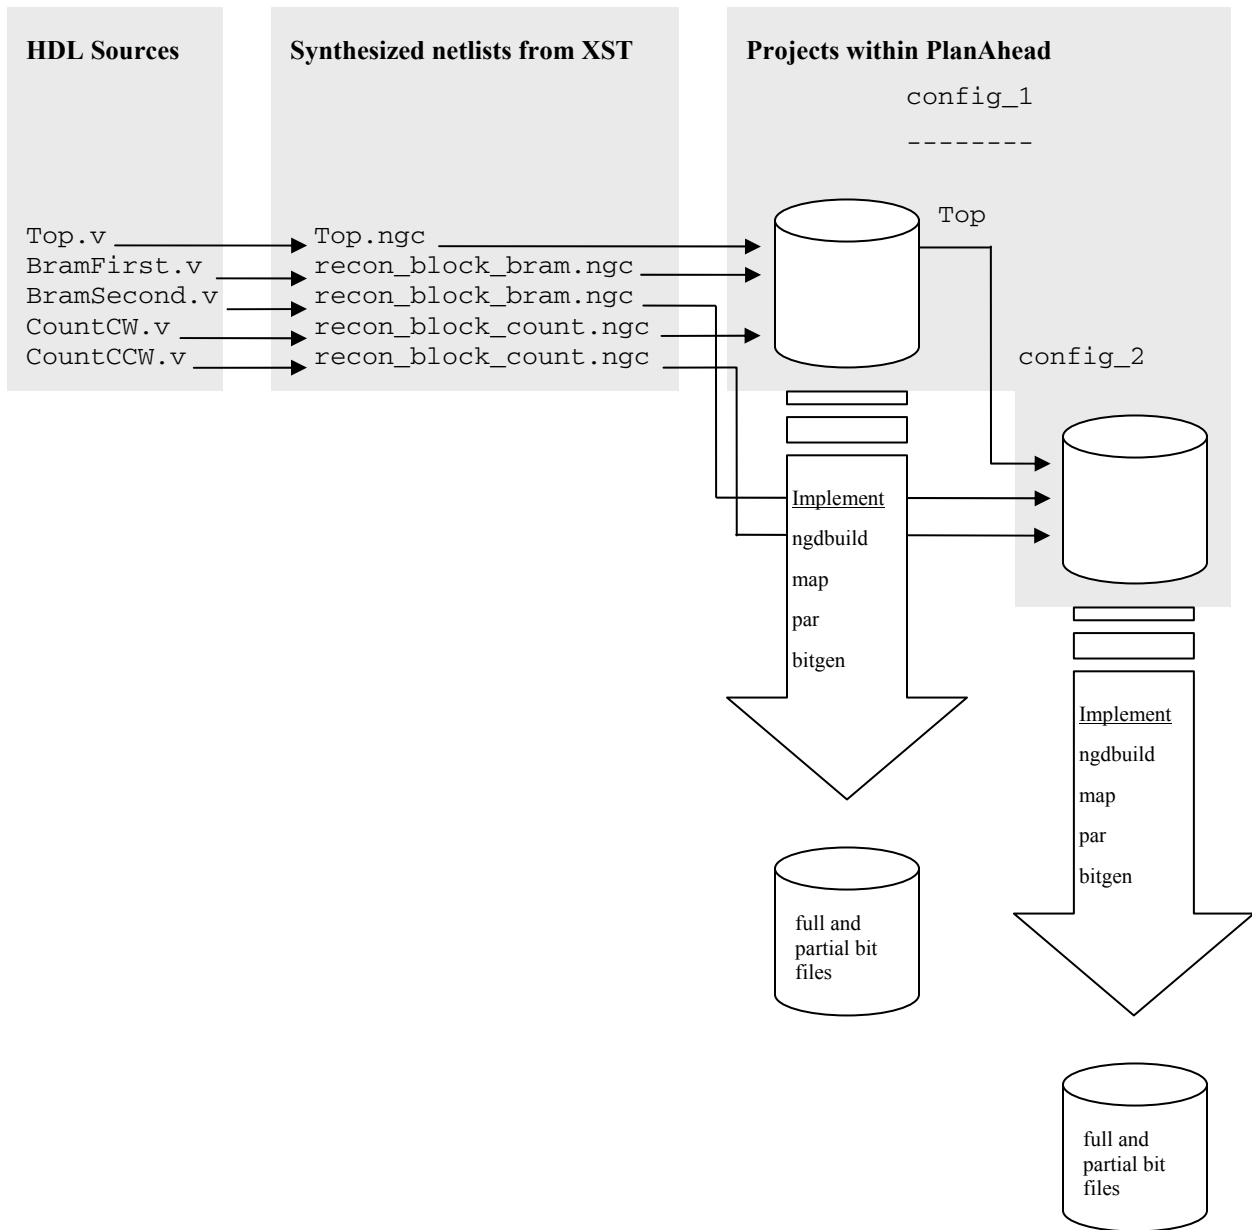 HDL Sources
Synthesized netlists from XST
Projects within PlanAhead
config_1
--------
Top
Top.v
Top.ngc
BramFirst.v
recon_block_bram.ngc
BramSecond.v
recon_block_bram.ngc
CountCW.v
recon_block_count.ngc
CountCCW.v
recon_block_count.ngc
config_2
Implement
ngdbuild
map
par
bitgen
Implement
ngdbuild
map
par
bitgen
full and
partial bit
files
full and
partial bit
files